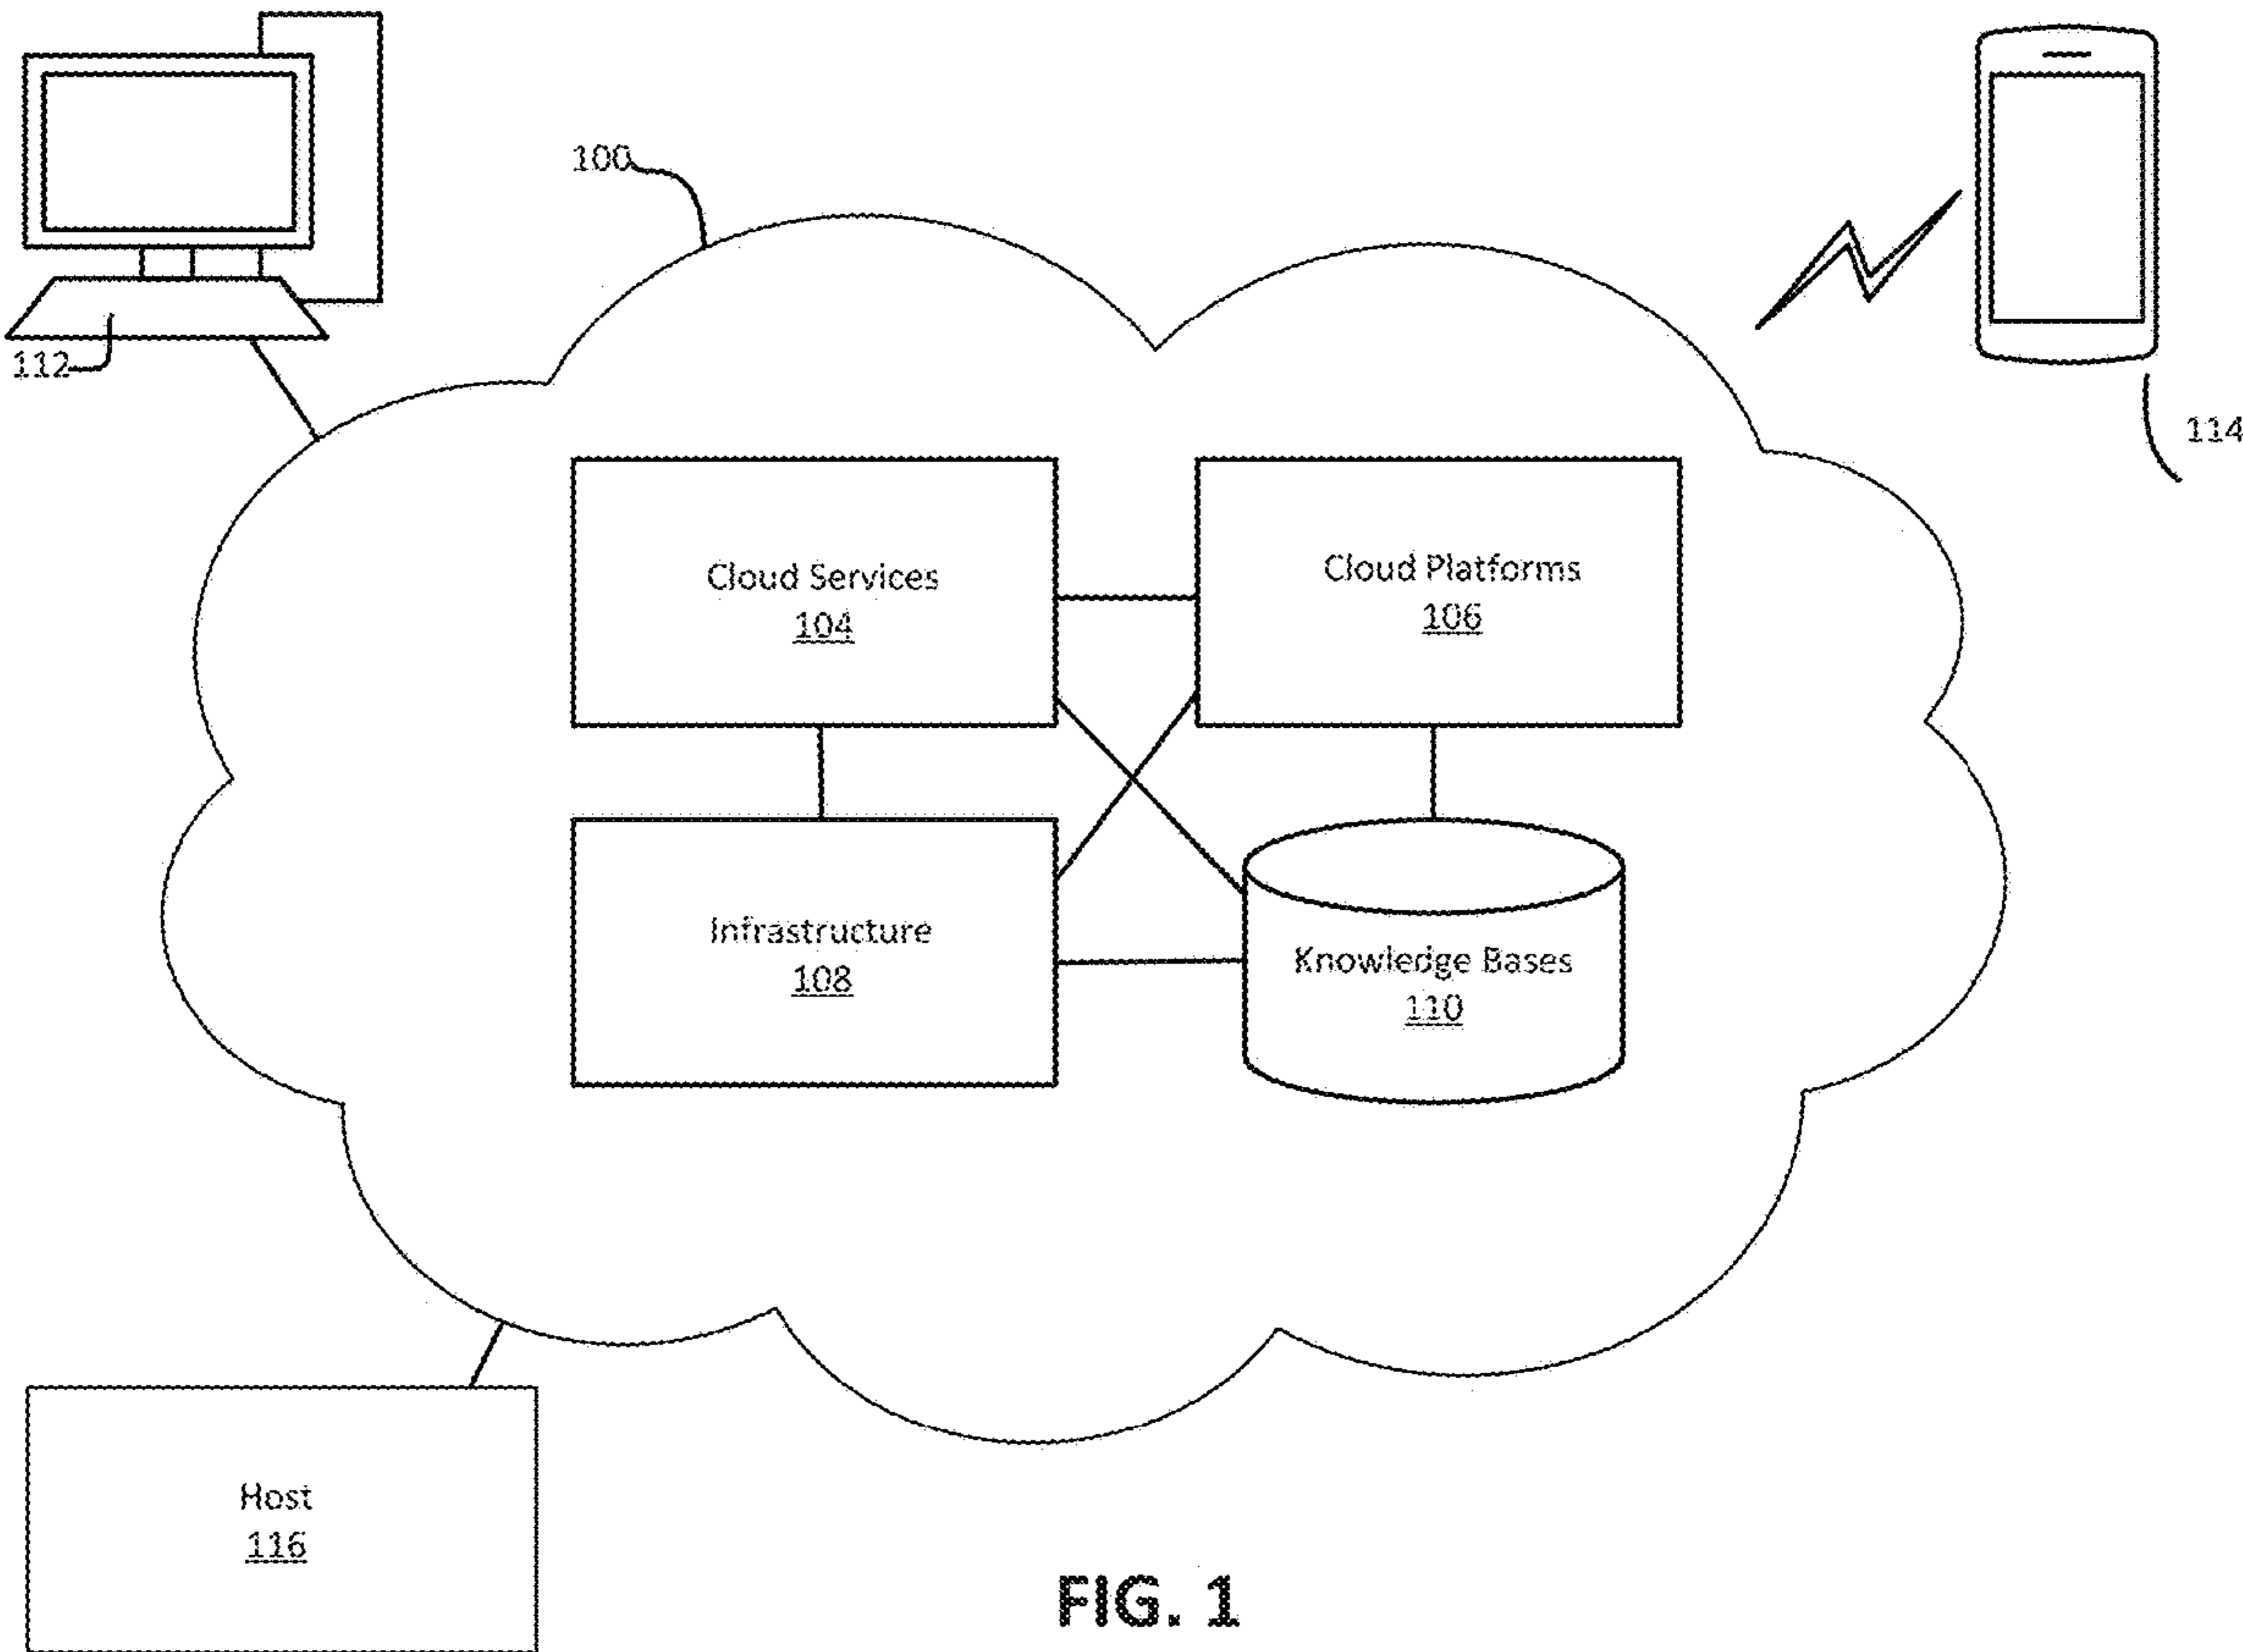 100
112
114
Cloud Services
104
Cloud Platforms
106
Infrastructure
108
Knowledge Bases
110
Host
116
FIG. 1